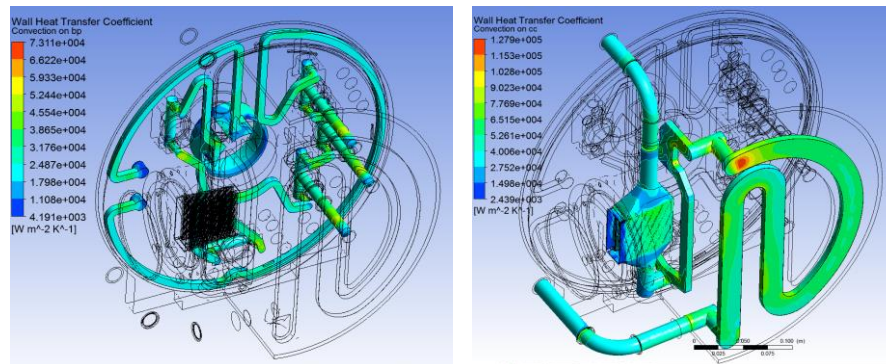 Wall Heat Transfer Coefficient
Convection on bp
7.311e+004
6.622e+004
5.933e+004
5.244e+004
4.554e+004
3.865e+004
3.176e+004
2.487e+004
1.798e+004
1.108e+004
4.191e+003
[W m^-2 K^-1]
Wall Heat Transfer Coefficient
Convection on cc
1.279e+005
1.153e+005
1.028e+005
9.023e+004
7.769e+004
6.515e+004
5.261e+004
4.006e+004
2.752e+004
1.498e+004
2.439e+003
[W m^-2 K^-1]
0 0.050 0.100 (m)
0.025 0.075